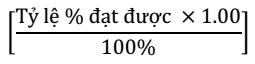 [Tỷ lệ % đạt được × 1.00
100%]